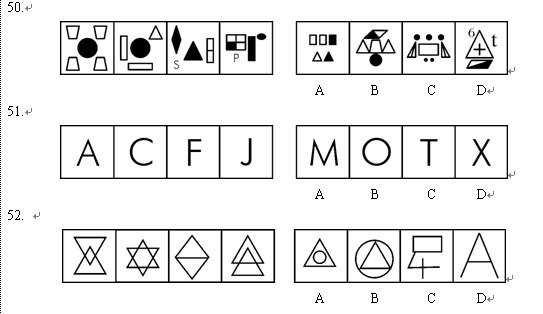 50.
S P 6 t
A B C D
51.
A C F J M O T X
A B C D
52.
A
A B C D